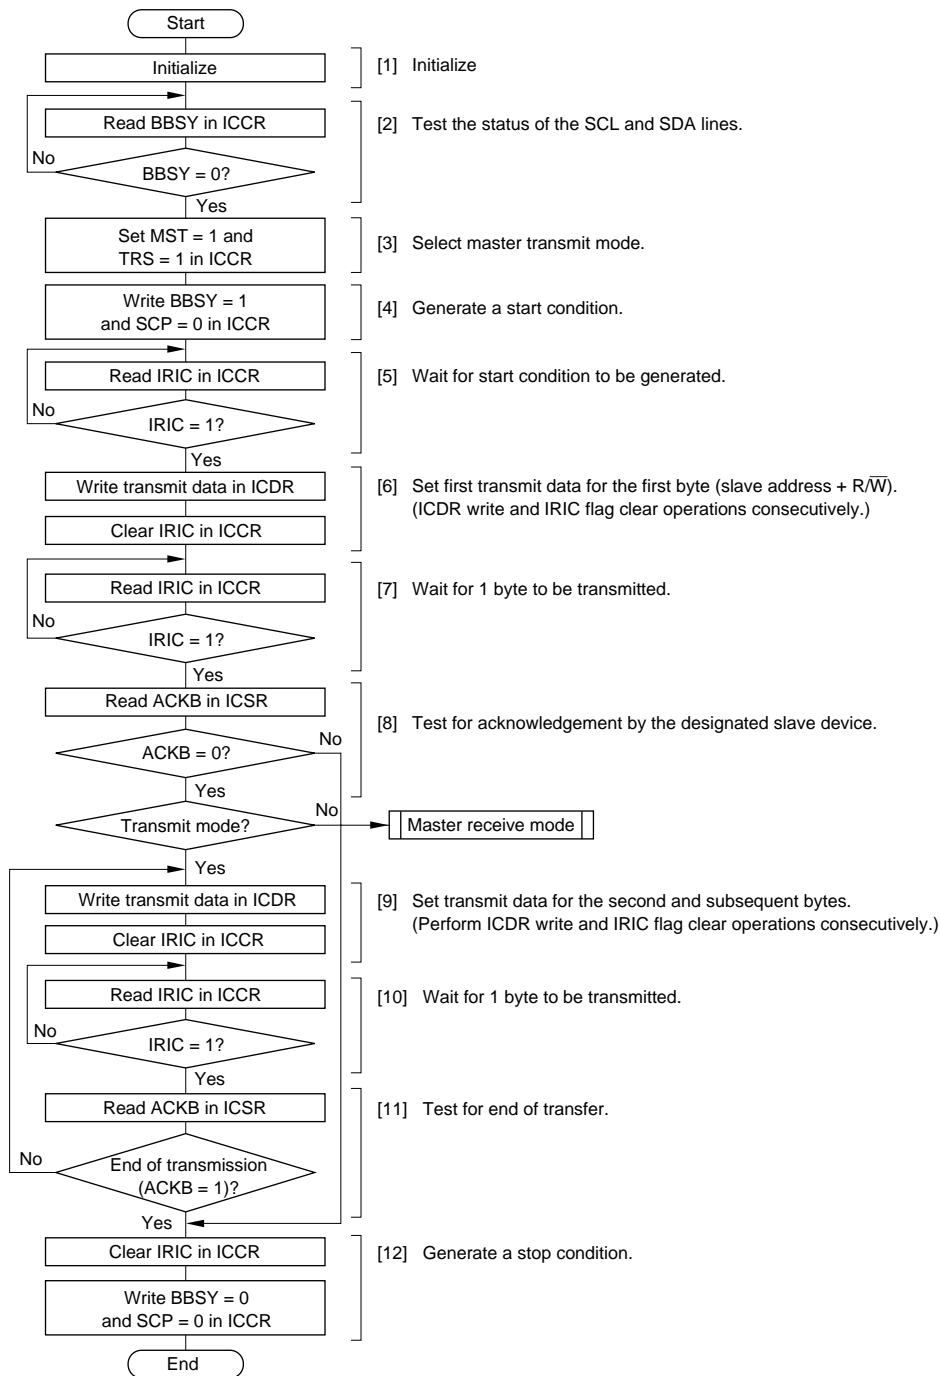 Start
Initialize
[1] Initialize
Read BBSY in ICCR
[2] Test the status of the SCL and SDA lines.
No
BBSY = 0?
Yes
Set MST = 1 and
TRS = 1 in ICCR
[3] Select master transmit mode.
Write BBSY = 1
and SCP = 0 in ICCR
[4] Generate a start condition.
Read IRIC in ICCR
[5] Wait for start condition to be generated.
No
IRIC = 1?
Yes
Write transmit data in ICDR
[6] Set first transmit data for the first byte (slave address + R/W̅).
(ICDR write and IRIC flag clear operations consecutively.)
Clear IRIC in ICCR
Read IRIC in ICCR
[7] Wait for 1 byte to be transmitted.
No
IRIC = 1?
Yes
Read ACKB in ICSR
[8] Test for acknowledgement by the designated slave device.
No
ACKB = 0?
Yes
No
Transmit mode?
Master receive mode
Yes
Write transmit data in ICDR
[9] Set transmit data for the second and subsequent bytes.
(Perform ICDR write and IRIC flag clear operations consecutively.)
Clear IRIC in ICCR
Read IRIC in ICCR
[10] Wait for 1 byte to be transmitted.
No
IRIC = 1?
Yes
Read ACKB in ICSR
[11] Test for end of transfer.
No
End of transmission
(ACKB = 1)?
Yes
Clear IRIC in ICCR
[12] Generate a stop condition.
Write BBSY = 0
and SCP = 0 in ICCR
End